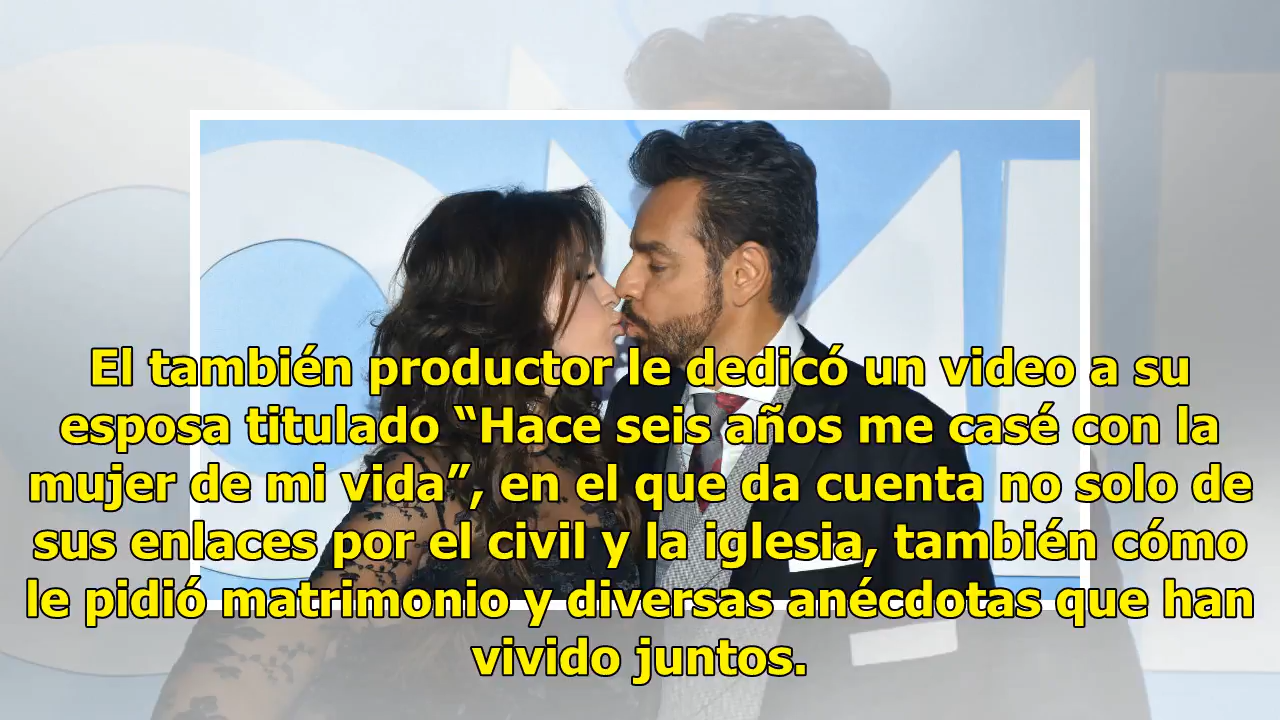 El también productor le dedicó un video a su
esposa titulado “Hace seis años me casé con la
mujer de mi vida”, en el que da cuenta no solo de
sus enlaces por el civil y la iglesia, también cómo
le pidió matrimonio y diversas anécdotas que han
vivido juntos.